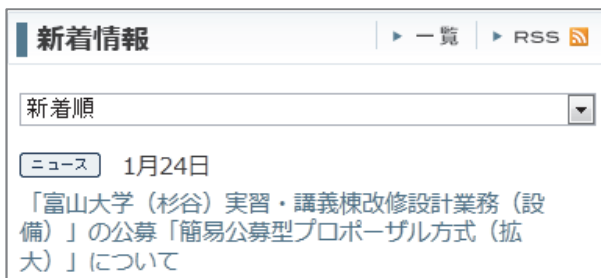 新着情報 ▶ 一覧 ▶ RSS
新着順
ニュース 1月24日
「富山大学（杉谷）実習・講義棟改修設計業務（設
備）」の公募「簡易公募型プロポーザル方式（拡
大）」について